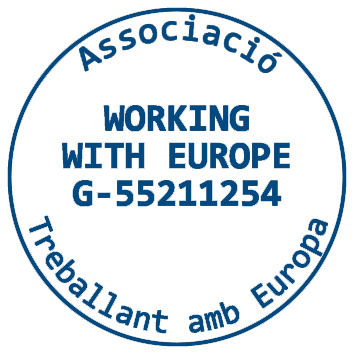 Associació
WORKING
WITH EUROPE
G-55211254
Treballant amb Europa